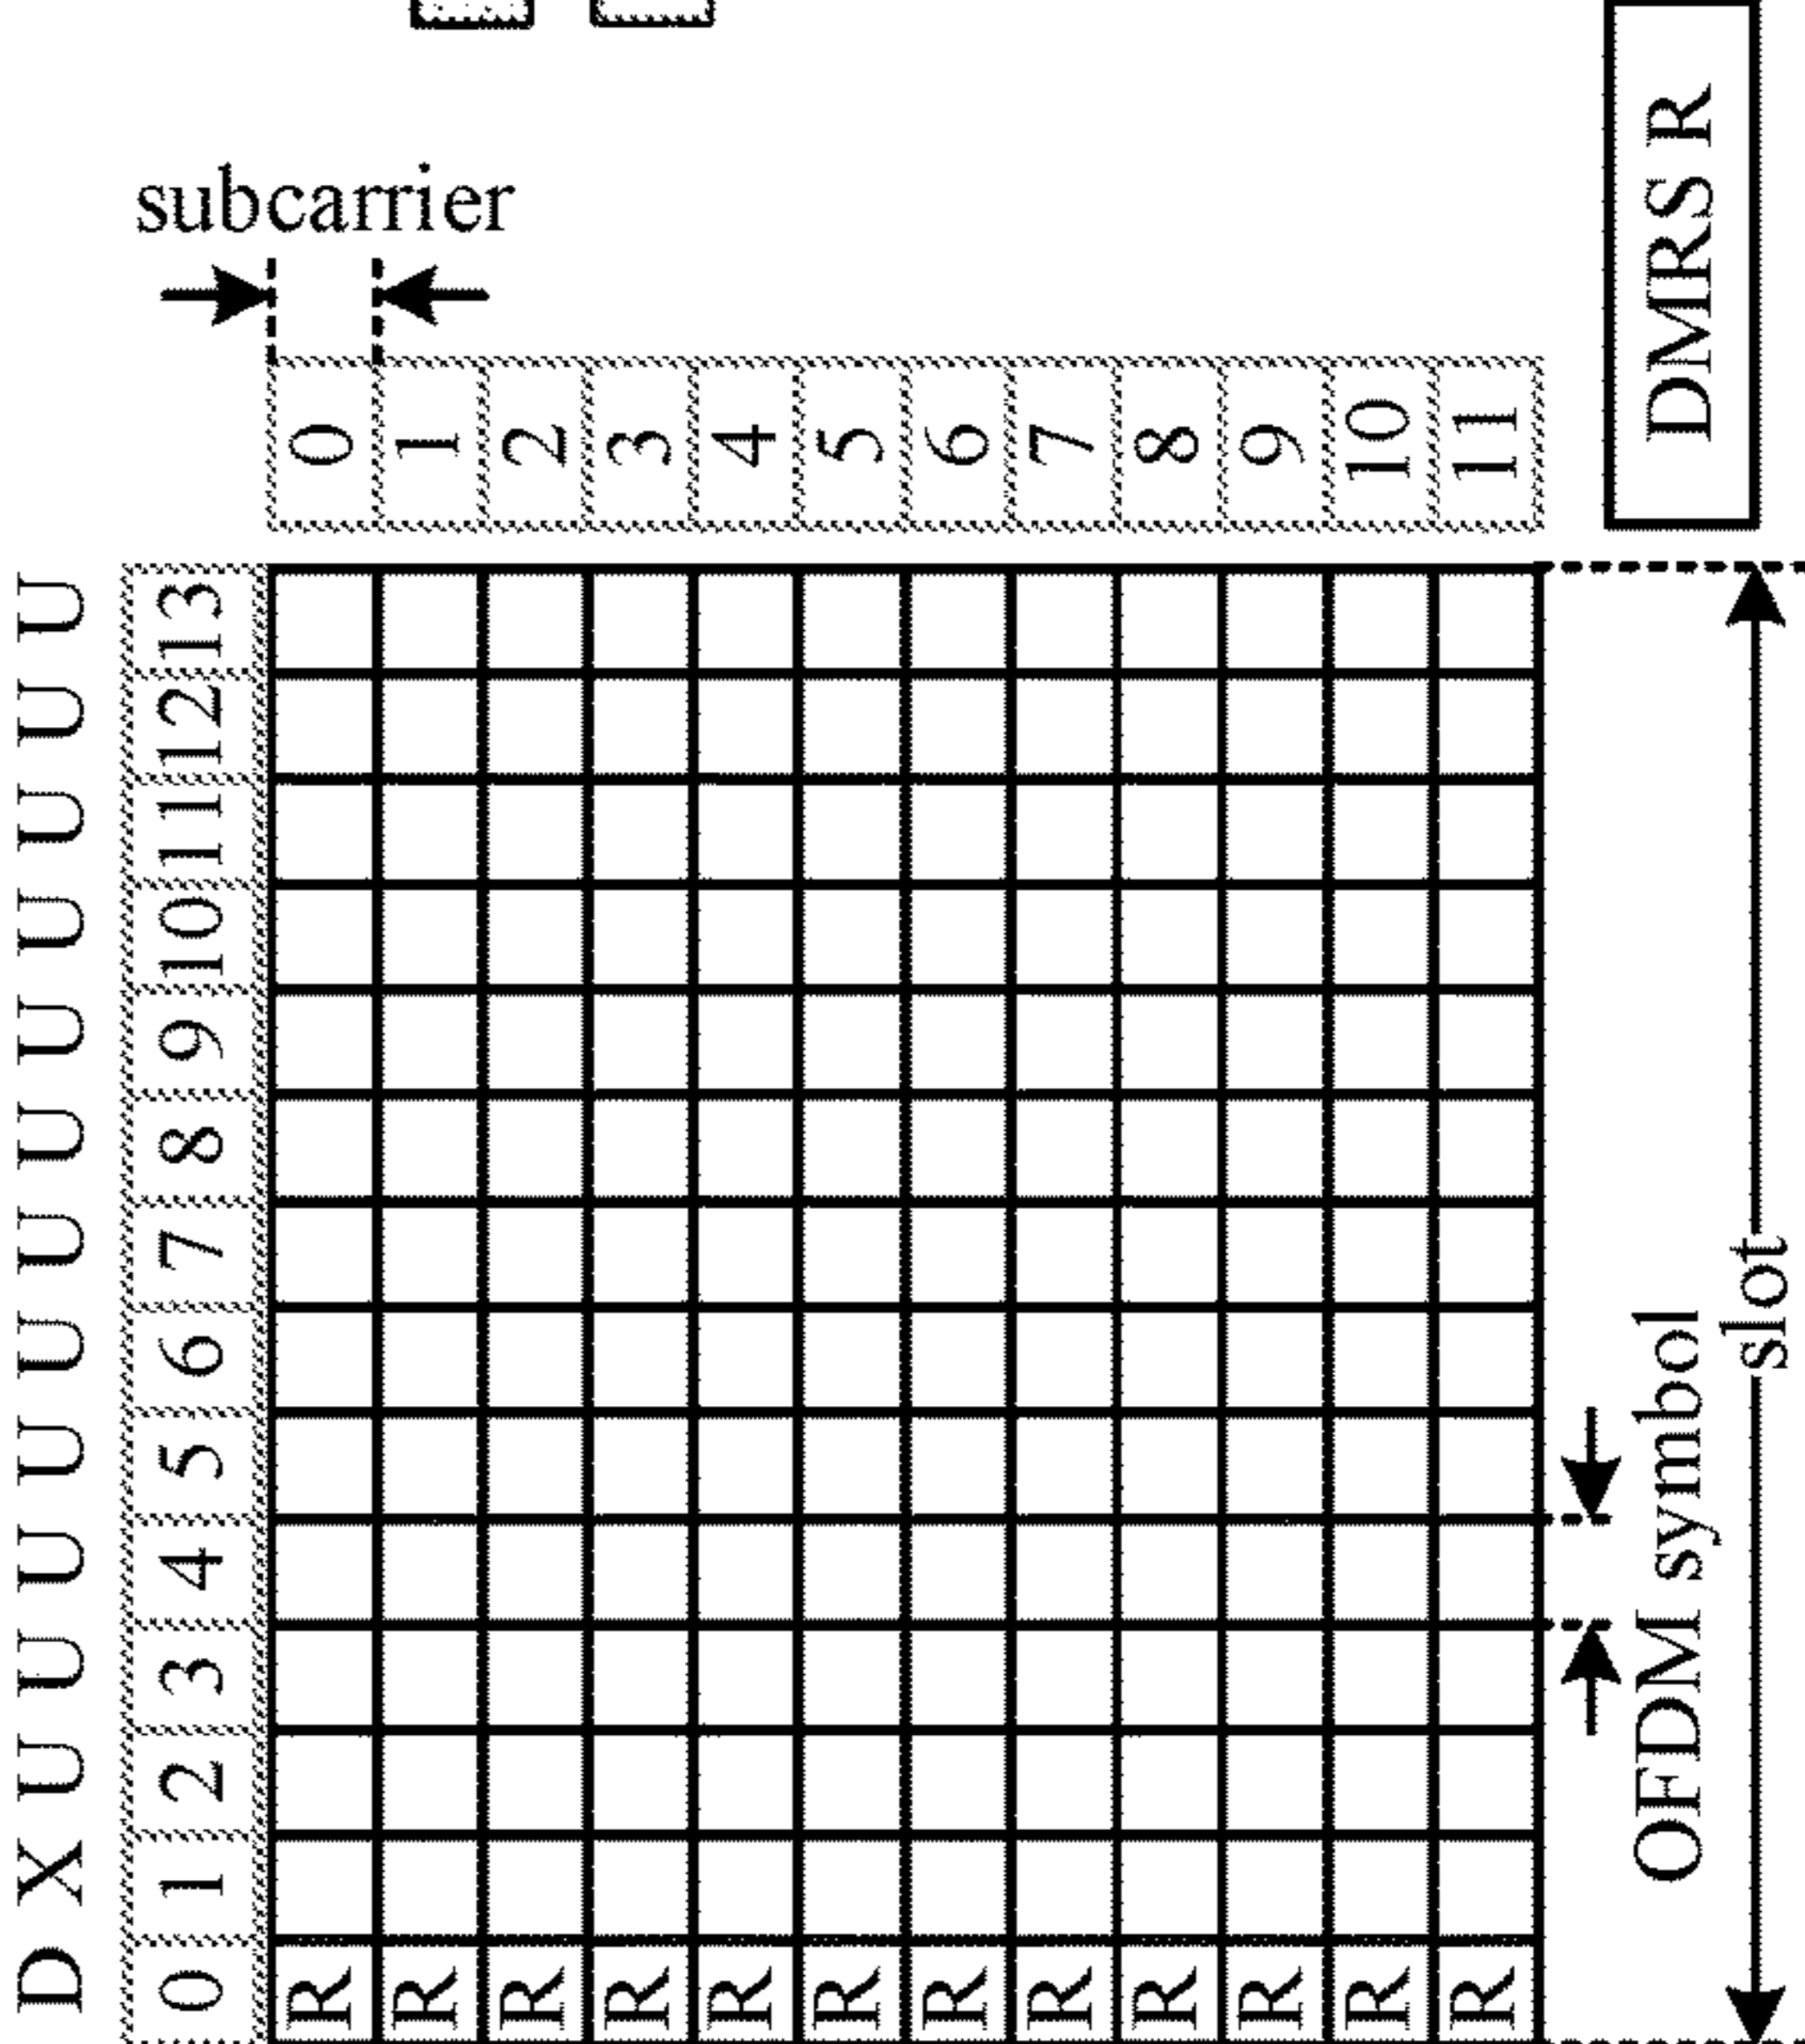 D X U U U U U U U U U U U U
0 1 2 3 4 5 6 7 8 9 10 11 12 13
subcarrier
R 0
R 1
R 2
R 3
R 4
R 5
R 6
R 7
R 8
R 9
R 10
R 11
OFDM symbol
DMRS R
slot